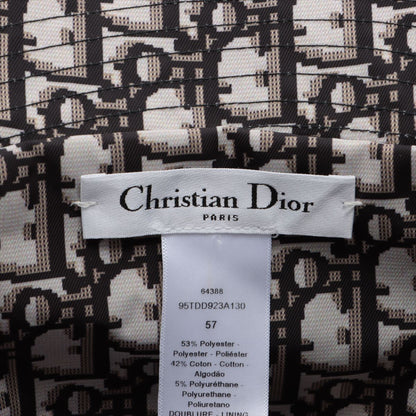 Christian Dior
PARIS
64388
95TDD923A130
57
53% Polyester -
Polyester - Poliéster
42% Coton - Cotton -
Algodão
5% Polyuréthane -
Polyurethane -
Poliuretano
DOUBLURE - LINING